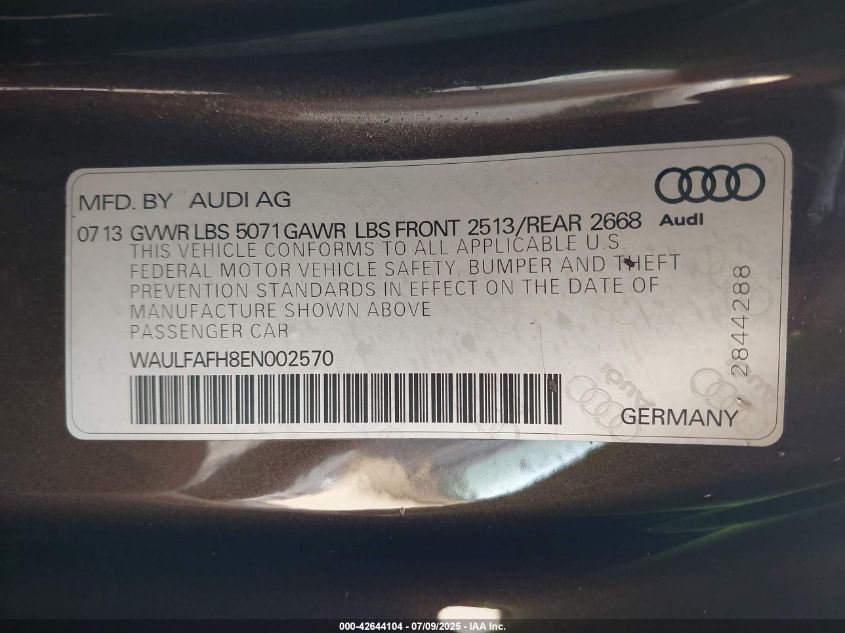 MFD. BY AUDI AG
Audi
07 13 GVWR LBS 5071 GAWR LBS FRONT 2513/REAR 2668
THIS VEHICLE CONFORMS TO ALL APPLICABLE U.S.
FEDERAL MOTOR VEHICLE SAFETY, BUMPER AND THEFT
PREVENTION STANDARDS IN EFFECT ON THE DATE OF
MANUFACTURE SHOWN ABOVE
PASSENGER CAR
WAULFAFH8EN002570
2844288
Audi
GERMANY
000-42644104 - 07/09/2025 - IAA Inc.